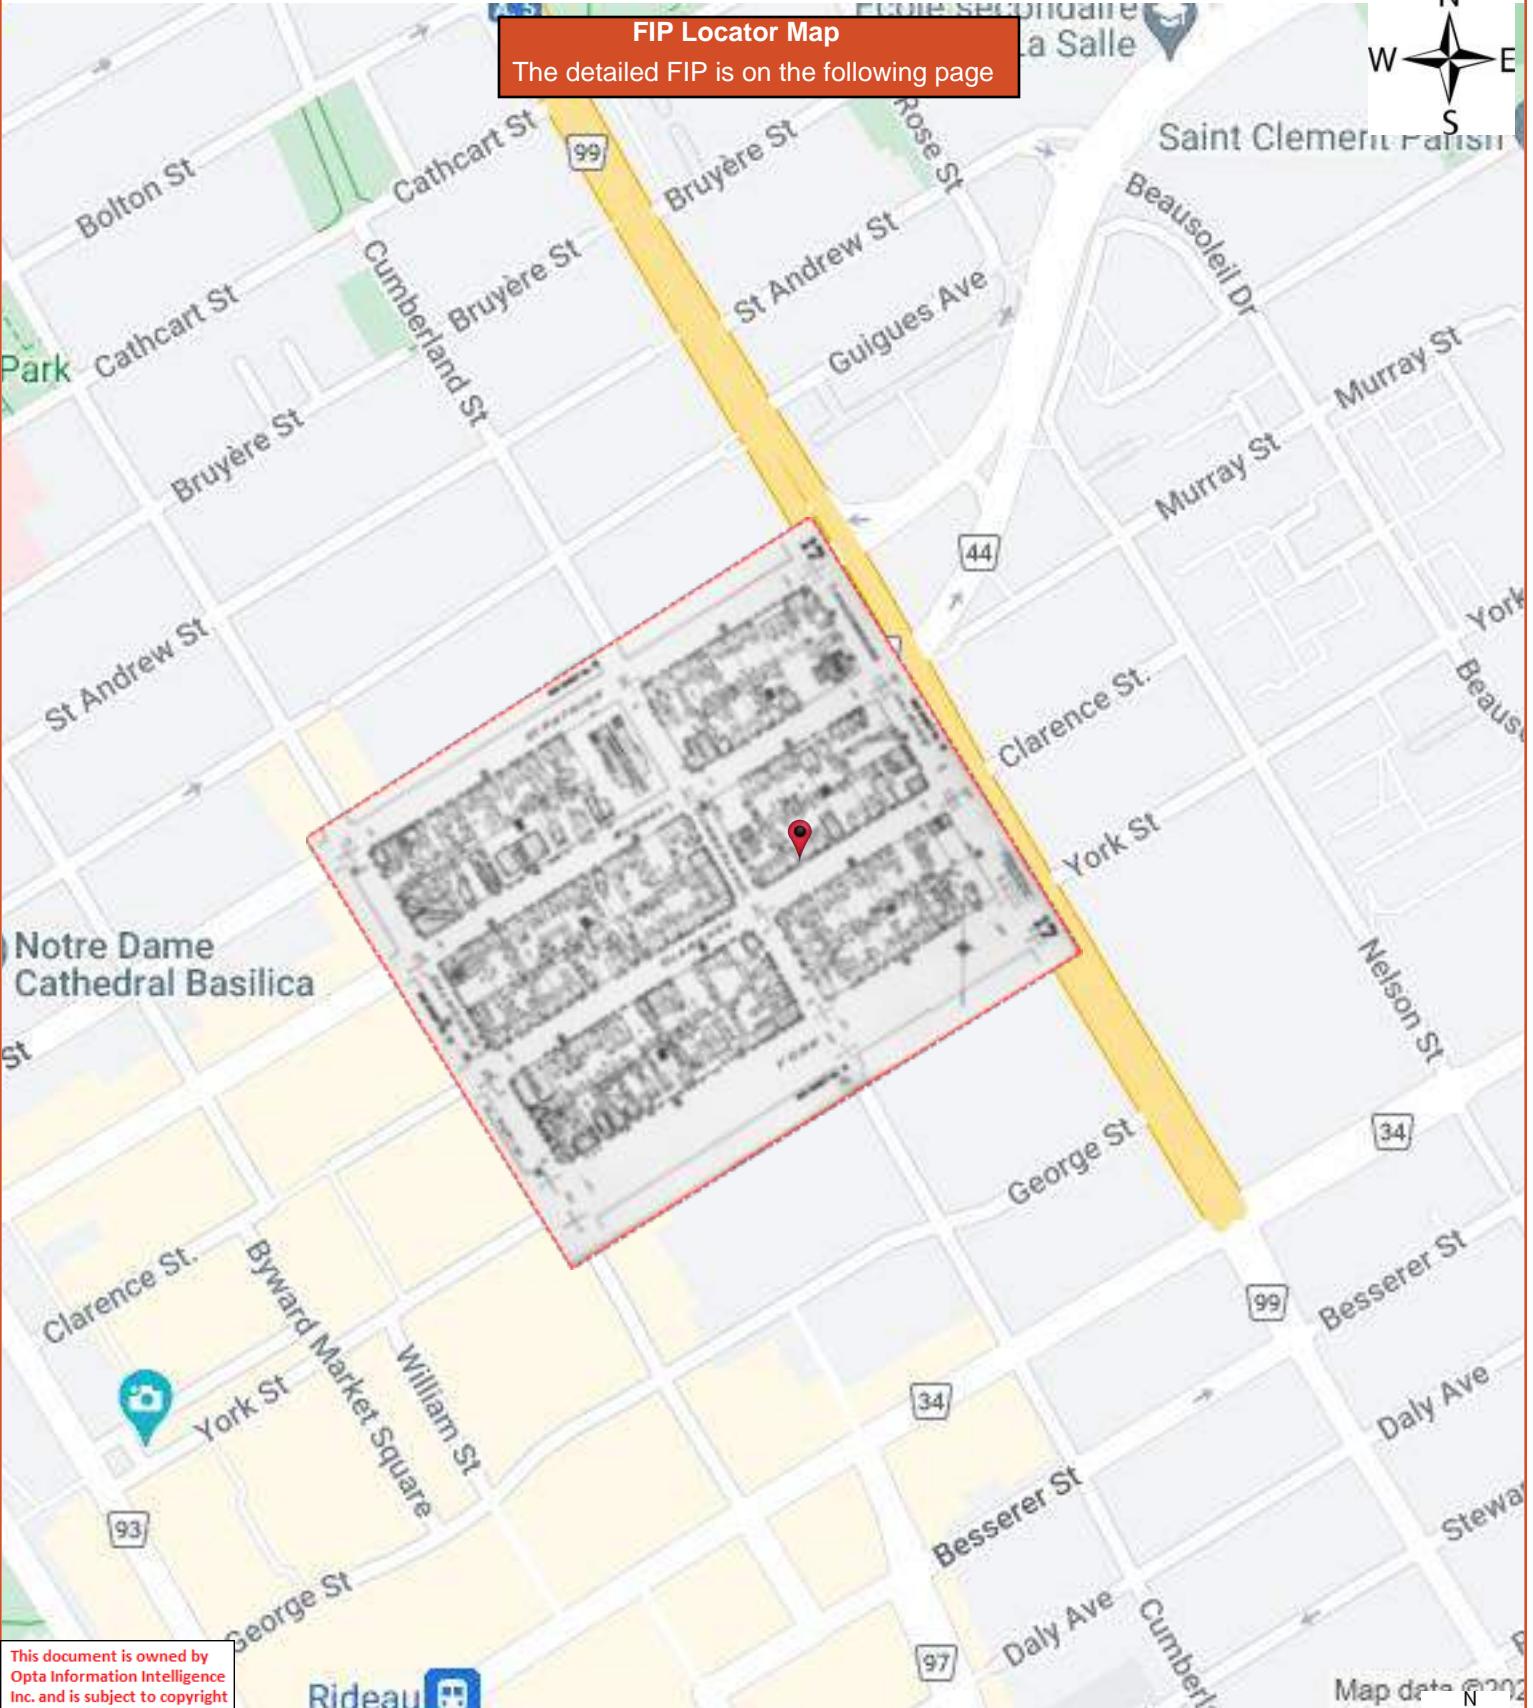 FIP Locator Map
The detailed FIP is on the following page
École secondaire
La Salle
N
W
E
S
Saint Clement Parish
99
Cathcart St
Bruyère St
Rose St
Bolton St
Beausoleil Dr
Cumberland St
Bruyère St
St Andrew St
Cathcart St
Guigues Ave
Park
Murray St
Bruyère St
Murray St
17
44
York
St Andrew St
Clarence St.
York St
Notre Dame
Cathedral Basilica
17
Nelson St
St
YORK
George St
34
Clarence St.
Byward Market Square
William St
York St
99
Besserer St
34
Daly Ave
93
Besserer St
George St
Daly Ave
97
Rideau
This document is owned by
Opta Information Intelligence
Inc. and is subject to copyright
N